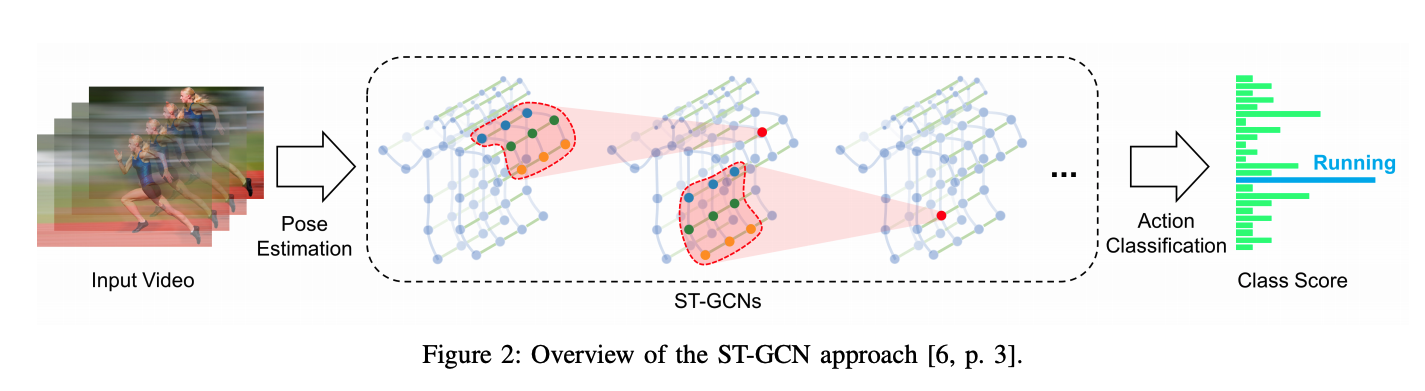 Input Video
Pose
Estimation
...
ST-GCNs
Action
Classification
Running
Class Score
Figure 2: Overview of the ST-GCN approach [6, p. 3].